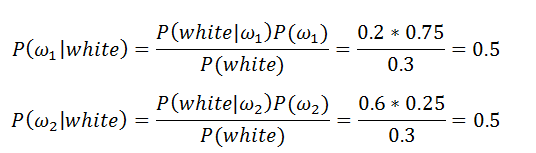 P(ω₁|white) = P(white|ω₁)P(ω₁) / P(white) = 0.2 * 0.75 / 0.3 = 0.5
P(ω₂|white) = P(white|ω₂)P(ω₂) / P(white) = 0.6 * 0.25 / 0.3 = 0.5